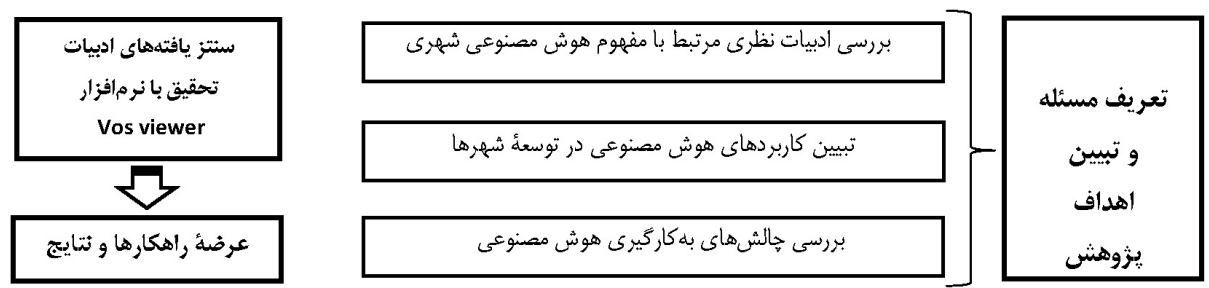 تعریف مسئله
و تبیین
اهداف
پژوهش
بررسی ادبیات نظری مرتبط با مفهوم هوش مصنوعی شهری
تبیین کاربردهای هوش مصنوعی در توسعۀ شهرها
بررسی چالش‌های به‌کارگیری هوش مصنوعی
سنتز یافته‌های ادبیات
تحقیق با نرم‌افزار
Vos viewer
عرضۀ راهکارها و نتایج